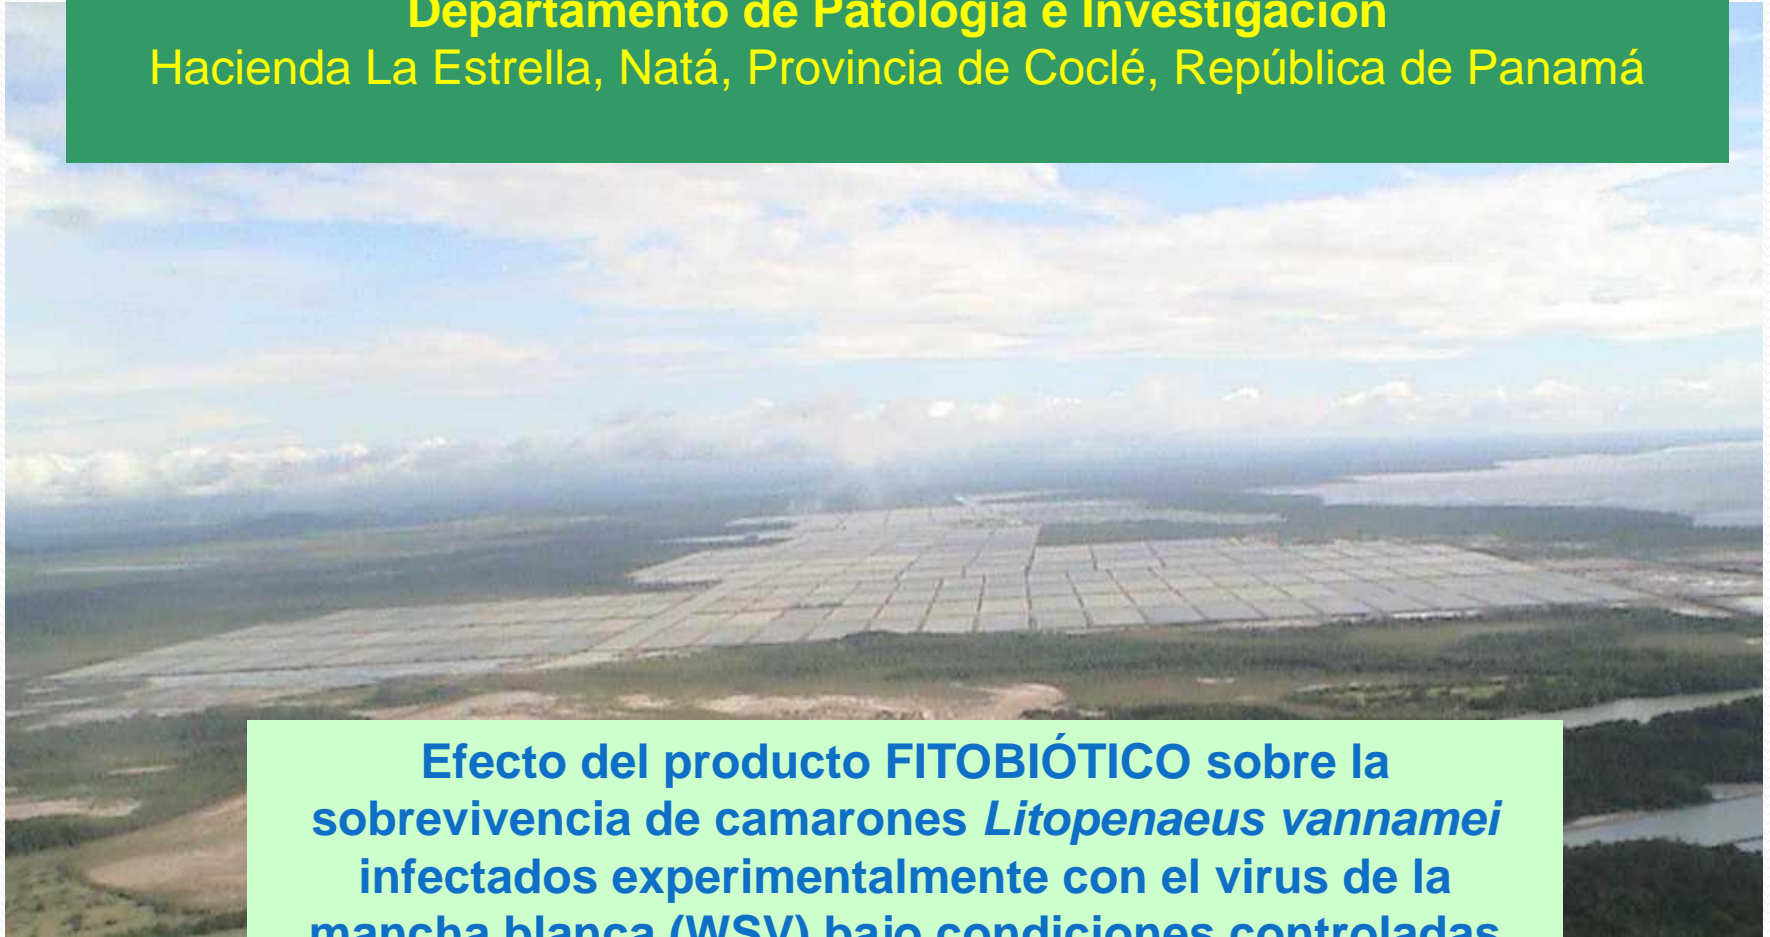 Departamento de Patología e Investigación
Hacienda La Estrella, Natá, Provincia de Coclé, República de Panamá
Efecto del producto FITOBIÓTICO sobre la
sobrevivencia de camarones Litopenaeus vannamei
infectados experimentalmente con el virus de la
mancha blanca (WSV) bajo condiciones controladas